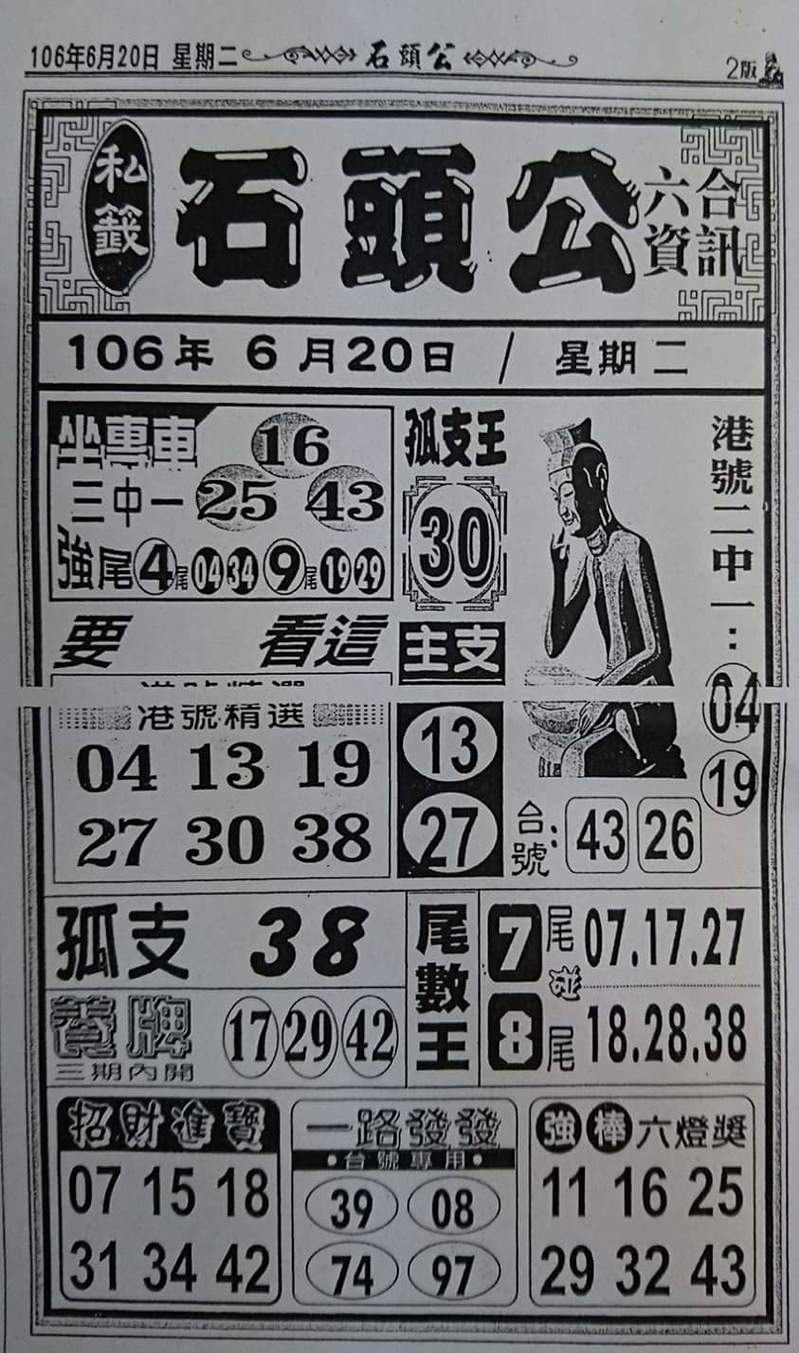 106年6月20日 星期二
石頭公
2版
私籤
石頭公
六合資訊
106年 6月20日 / 星期二
坐專車
16
三中一 25 43
強尾 4尾 04 34 9尾 19 29
孤支王
30
港號二中一：
04
19
要 看這
主支
13
27
港號精選
04 13 19
27 30 38
台號： 43 26
孤支 38
養牌 17 29 42
三期內開
尾數王
7尾 07.17.27
碰
8尾 18.28.38
招財進寶
07 15 18
31 34 42
一路發發
•台號專用•
39 08
74 97
強棒六燈獎
11 16 25
29 32 43